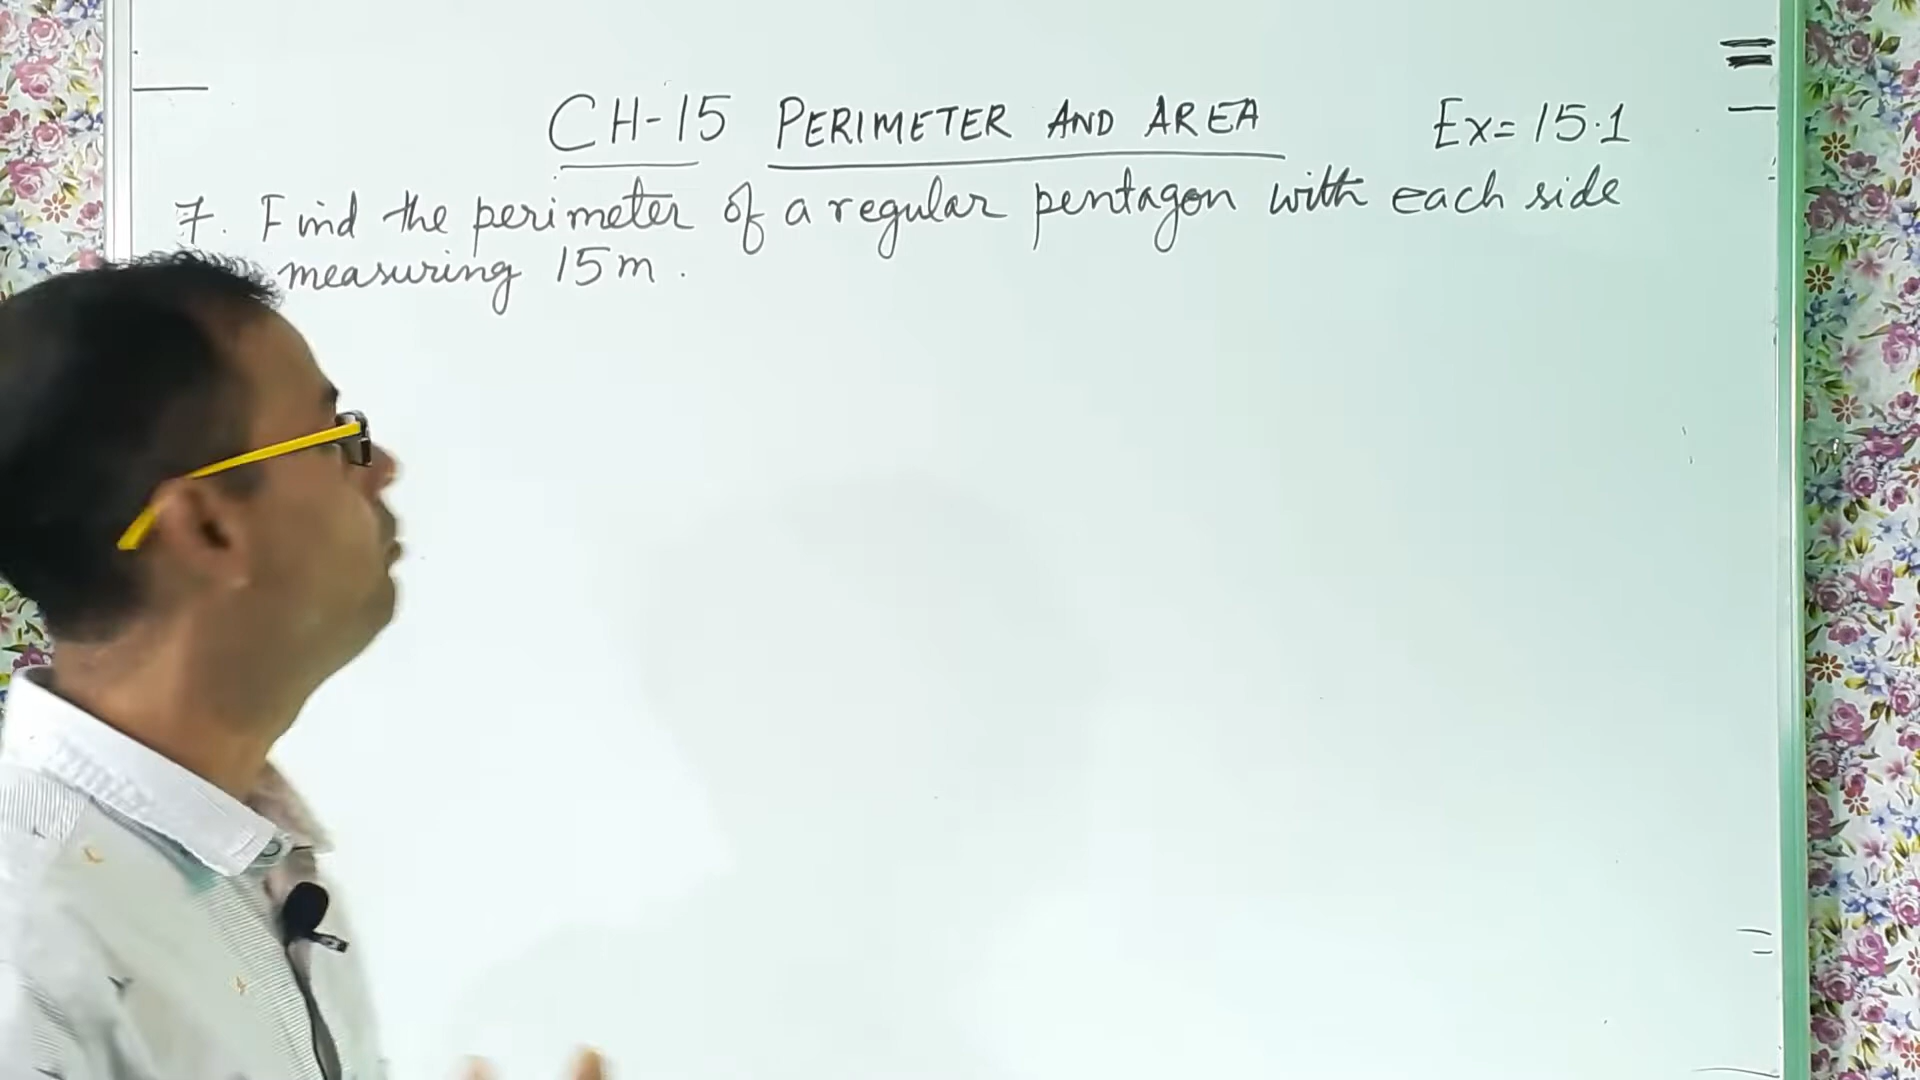 CH-15 PERIMETER AND AREA Ex=15.1
7. Find the perimeter of a regular pentagon with each side
measuring 15m.